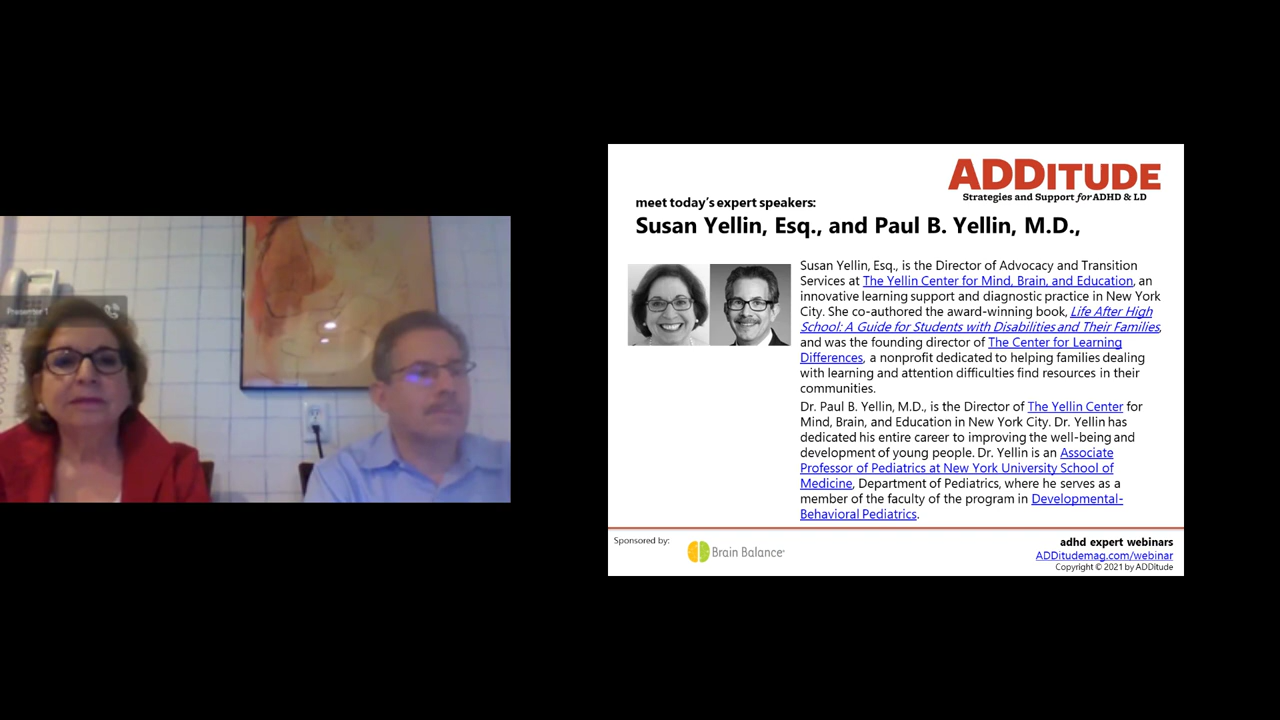 Presenter 1
ADDITUDE
Strategies and Support for ADHD & LD
meet today's expert speakers:
Susan Yellin, Esq., and Paul B. Yellin, M.D.,
Susan Yellin, Esq., is the Director of Advocacy and Transition
Services at The Yellin Center for Mind, Brain, and Education, an
innovative learning support and diagnostic practice in New York
City. She co-authored the award-winning book, Life After High
School: A Guide for Students with Disabilities and Their Families,
and was the founding director of The Center for Learning
Differences, a nonprofit dedicated to helping families dealing
with learning and attention difficulties find resources in their
communities.
Dr. Paul B. Yellin, M.D., is the Director of The Yellin Center for
Mind, Brain, and Education in New York City. Dr. Yellin has
dedicated his entire career to improving the well-being and
development of young people. Dr. Yellin is an Associate
Professor of Pediatrics at New York University School of
Medicine, Department of Pediatrics, where he serves as a
member of the faculty of the program in Developmental-
Behavioral Pediatrics.
Sponsored by:
Brain Balance
adhd expert webinars
ADDitudemag.com/webinar
Copyright © 2021 by ADDitude